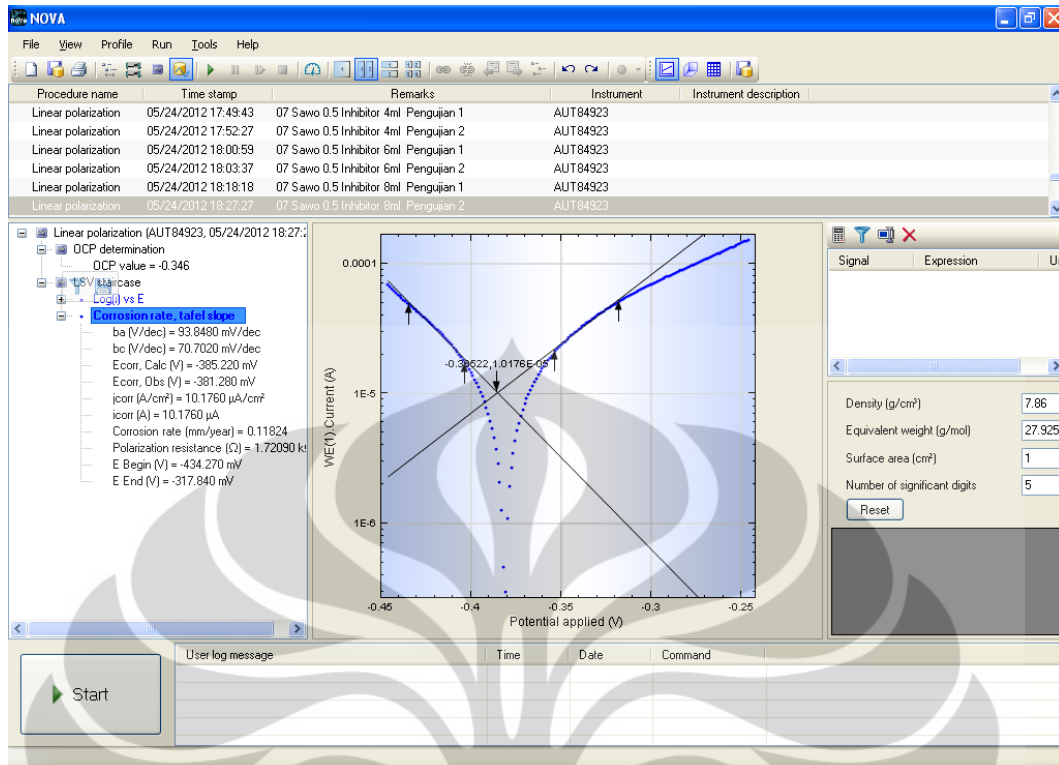 NOVA
File View Profile Run Tools Help
Procedure name Time stamp Remarks Instrument Instrument description
Linear polarization 05/24/2012 17:49:43 07 Sawo 0.5 Inhibitor 4ml Pengujian 1 AUT84923
Linear polarization 05/24/2012 17:52:27 07 Sawo 0.5 Inhibitor 4ml Pengujian 2 AUT84923
Linear polarization 05/24/2012 18:00:59 07 Sawo 0.5 Inhibitor 6ml Pengujian 1 AUT84923
Linear polarization 05/24/2012 18:03:37 07 Sawo 0.5 Inhibitor 6ml Pengujian 2 AUT84923
Linear polarization 05/24/2012 18:18:18 07 Sawo 0.5 Inhibitor 8ml Pengujian 1 AUT84923
Linear polarization 05/24/2012 18:27:27 07 Sawo 0.5 Inhibitor 8ml Pengujian 2 AUT84923
Linear polarization (AUT84923, 05/24/2012 18:27:2
OCP determination
OCP value = -0.346
LSV staircase
Log(i) vs E
Corrosion rate, tafel slope
ba (V/dec) = 93.8480 mV/dec
bc (V/dec) = 70.7020 mV/dec
Ecorr, Calc (V) = -385.220 mV
Ecorr, Obs (V) = -381.280 mV
jcorr (A/cm²) = 10.1760 µA/cm²
icorr (A) = 10.1760 µA
Corrosion rate (mm/year) = 0.11824
Polarization resistance (Ω) = 1.72090 k
E Begin (V) = -434.270 mV
E End (V) = -317.840 mV
WE(1).Current (A)
0.0001
1E-5
1E-6
-0.38522,1.0176E-05
-0.45 -0.4 -0.35 -0.3 -0.25
Potential applied (V)
Signal Expression U
Density (g/cm³) 7.86
Equivalent weight (g/mol) 27.925
Surface area (cm²) 1
Number of significant digits 5
Reset
Start
User log message Time Date Command